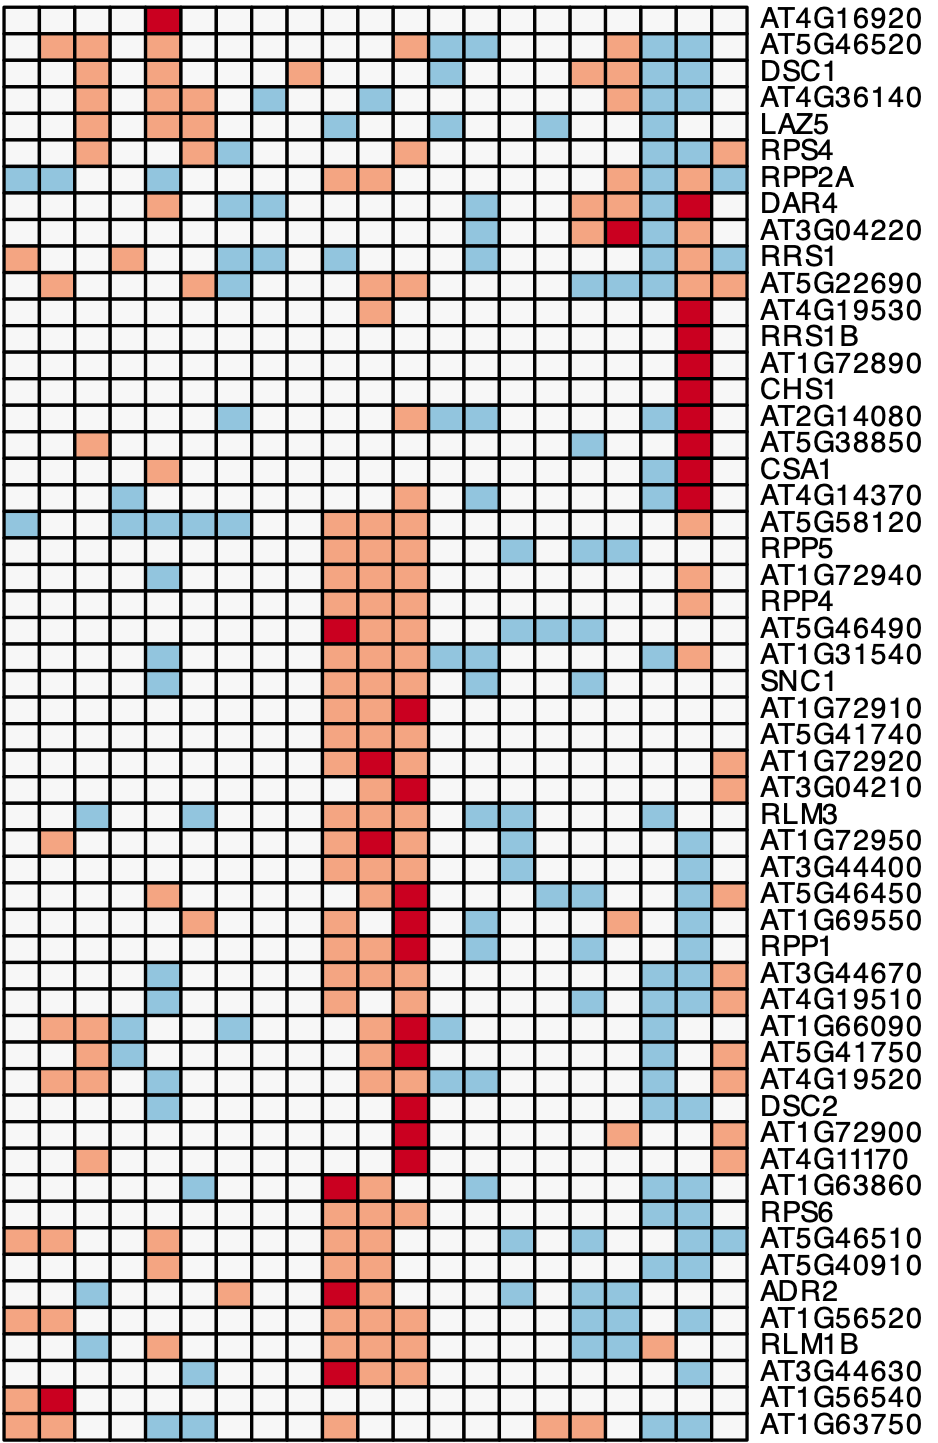 AT4G16920
AT5G46520
DSC1
AT4G36140
LAZ5
RPS4
RPP2A
DAR4
AT3G04220
RRS1
AT5G22690
AT4G19530
RRS1B
AT1G72890
CHS1
AT2G14080
AT5G38850
CSA1
AT4G14370
AT5G58120
RPP5
AT1G72940
RPP4
AT5G46490
AT1G31540
SNC1
AT1G72910
AT5G41740
AT1G72920
AT3G04210
RLM3
AT1G72950
AT3G44400
AT5G46450
AT1G69550
RPP1
AT3G44670
AT4G19510
AT1G66090
AT5G41750
AT4G19520
DSC2
AT1G72900
AT4G11170
AT1G63860
RPS6
AT5G46510
AT5G40910
ADR2
AT1G56520
RLM1B
AT3G44630
AT1G56540
AT1G63750